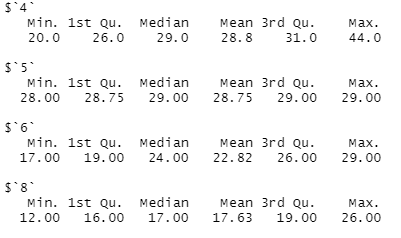 $`4`
Min. 1st Qu. Median Mean 3rd Qu. Max.
20.0 26.0 29.0 28.8 31.0 44.0
$`5`
Min. 1st Qu. Median Mean 3rd Qu. Max.
28.00 28.75 29.00 28.75 29.00 29.00
$`6`
Min. 1st Qu. Median Mean 3rd Qu. Max.
17.00 19.00 24.00 22.82 26.00 29.00
$`8`
Min. 1st Qu. Median Mean 3rd Qu. Max.
12.00 16.00 17.00 17.63 19.00 26.00